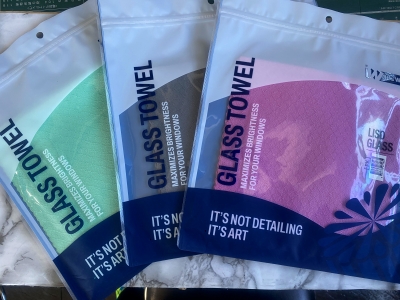 GLASS TOWEL
MAXIMIZES BRIGHTNESS
FOR YOUR WINDOWS
IT'S NOT
IT'S ART
GLASS TOWEL
MAXIMIZES BRIGHTNESS
FOR YOUR WINDOWS
IT'S NOT
IT'S ART
GLASS TOWEL
MAXIMIZES BRIGHTNESS
FOR YOUR WINDOWS
USD
GLASS
IT'S NOT DETAILING
IT'S ART